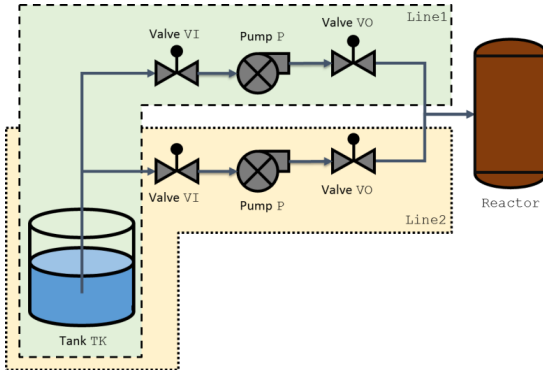 Line1
Valve VI
Pump P
Valve VO
Valve VI
Pump P
Valve VO
Reactor
Line2
Tank TK